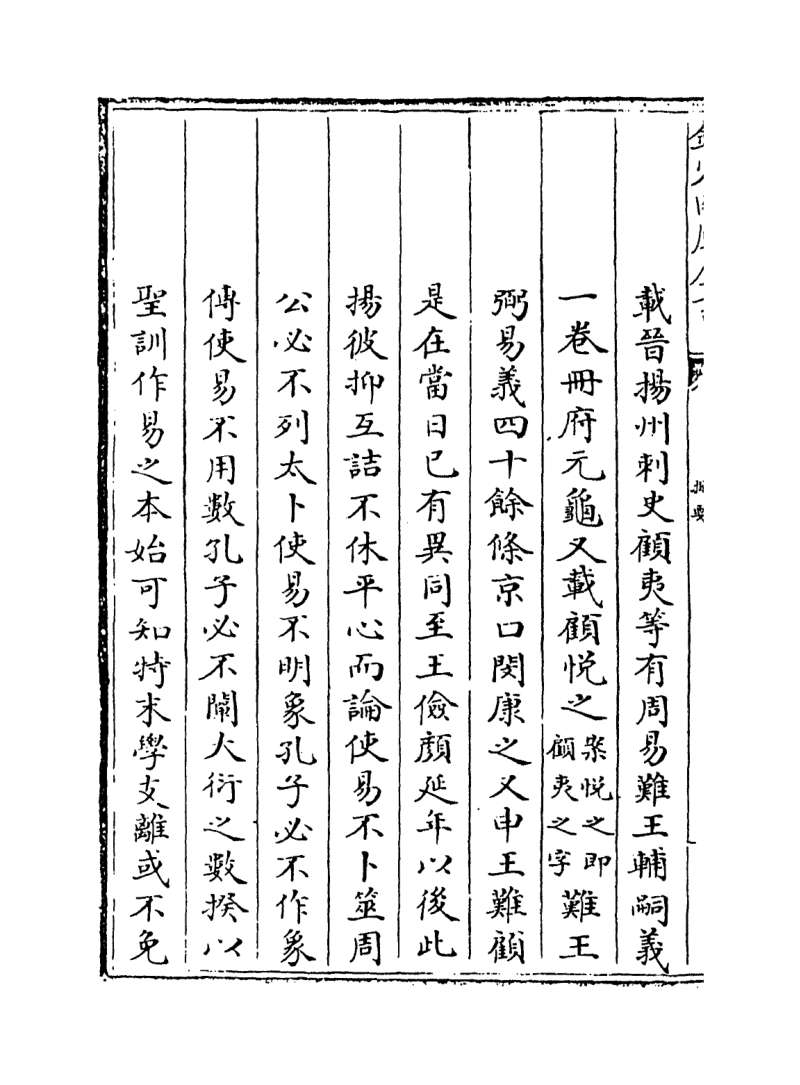 載晉揚州刺史顧夷等有周易難王輔嗣義
一卷冊府元龜又載顧悅之案悅之即顧夷之字難王
弼易義四十餘條京口閔康之又申王難顧
是在當日已有異同至王儉顏延年以後此
揚彼抑互詰不休平心而論使易不卜筮周
公必不列太卜使易不明象孔子必不作象
傳使易不用數孔子必不闡大衍之數揆以
聖訓作易之本始可知特末學支離或不免